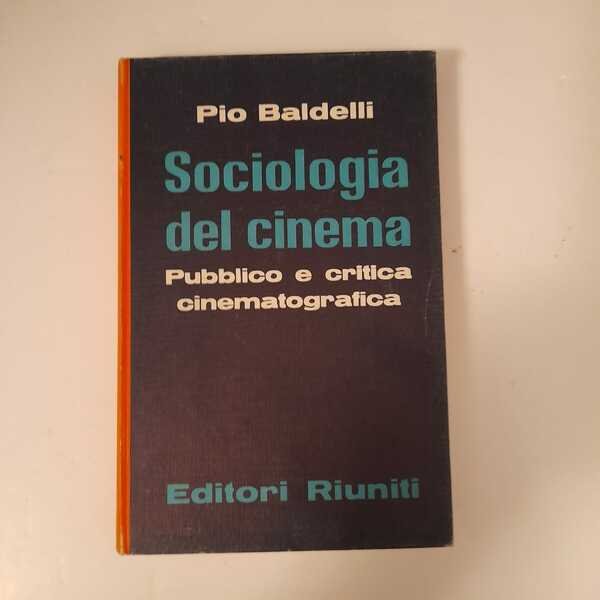 Pio Baldelli
Sociologia
del cinema
Pubblico e critica
cinematografica
Editori Riuniti